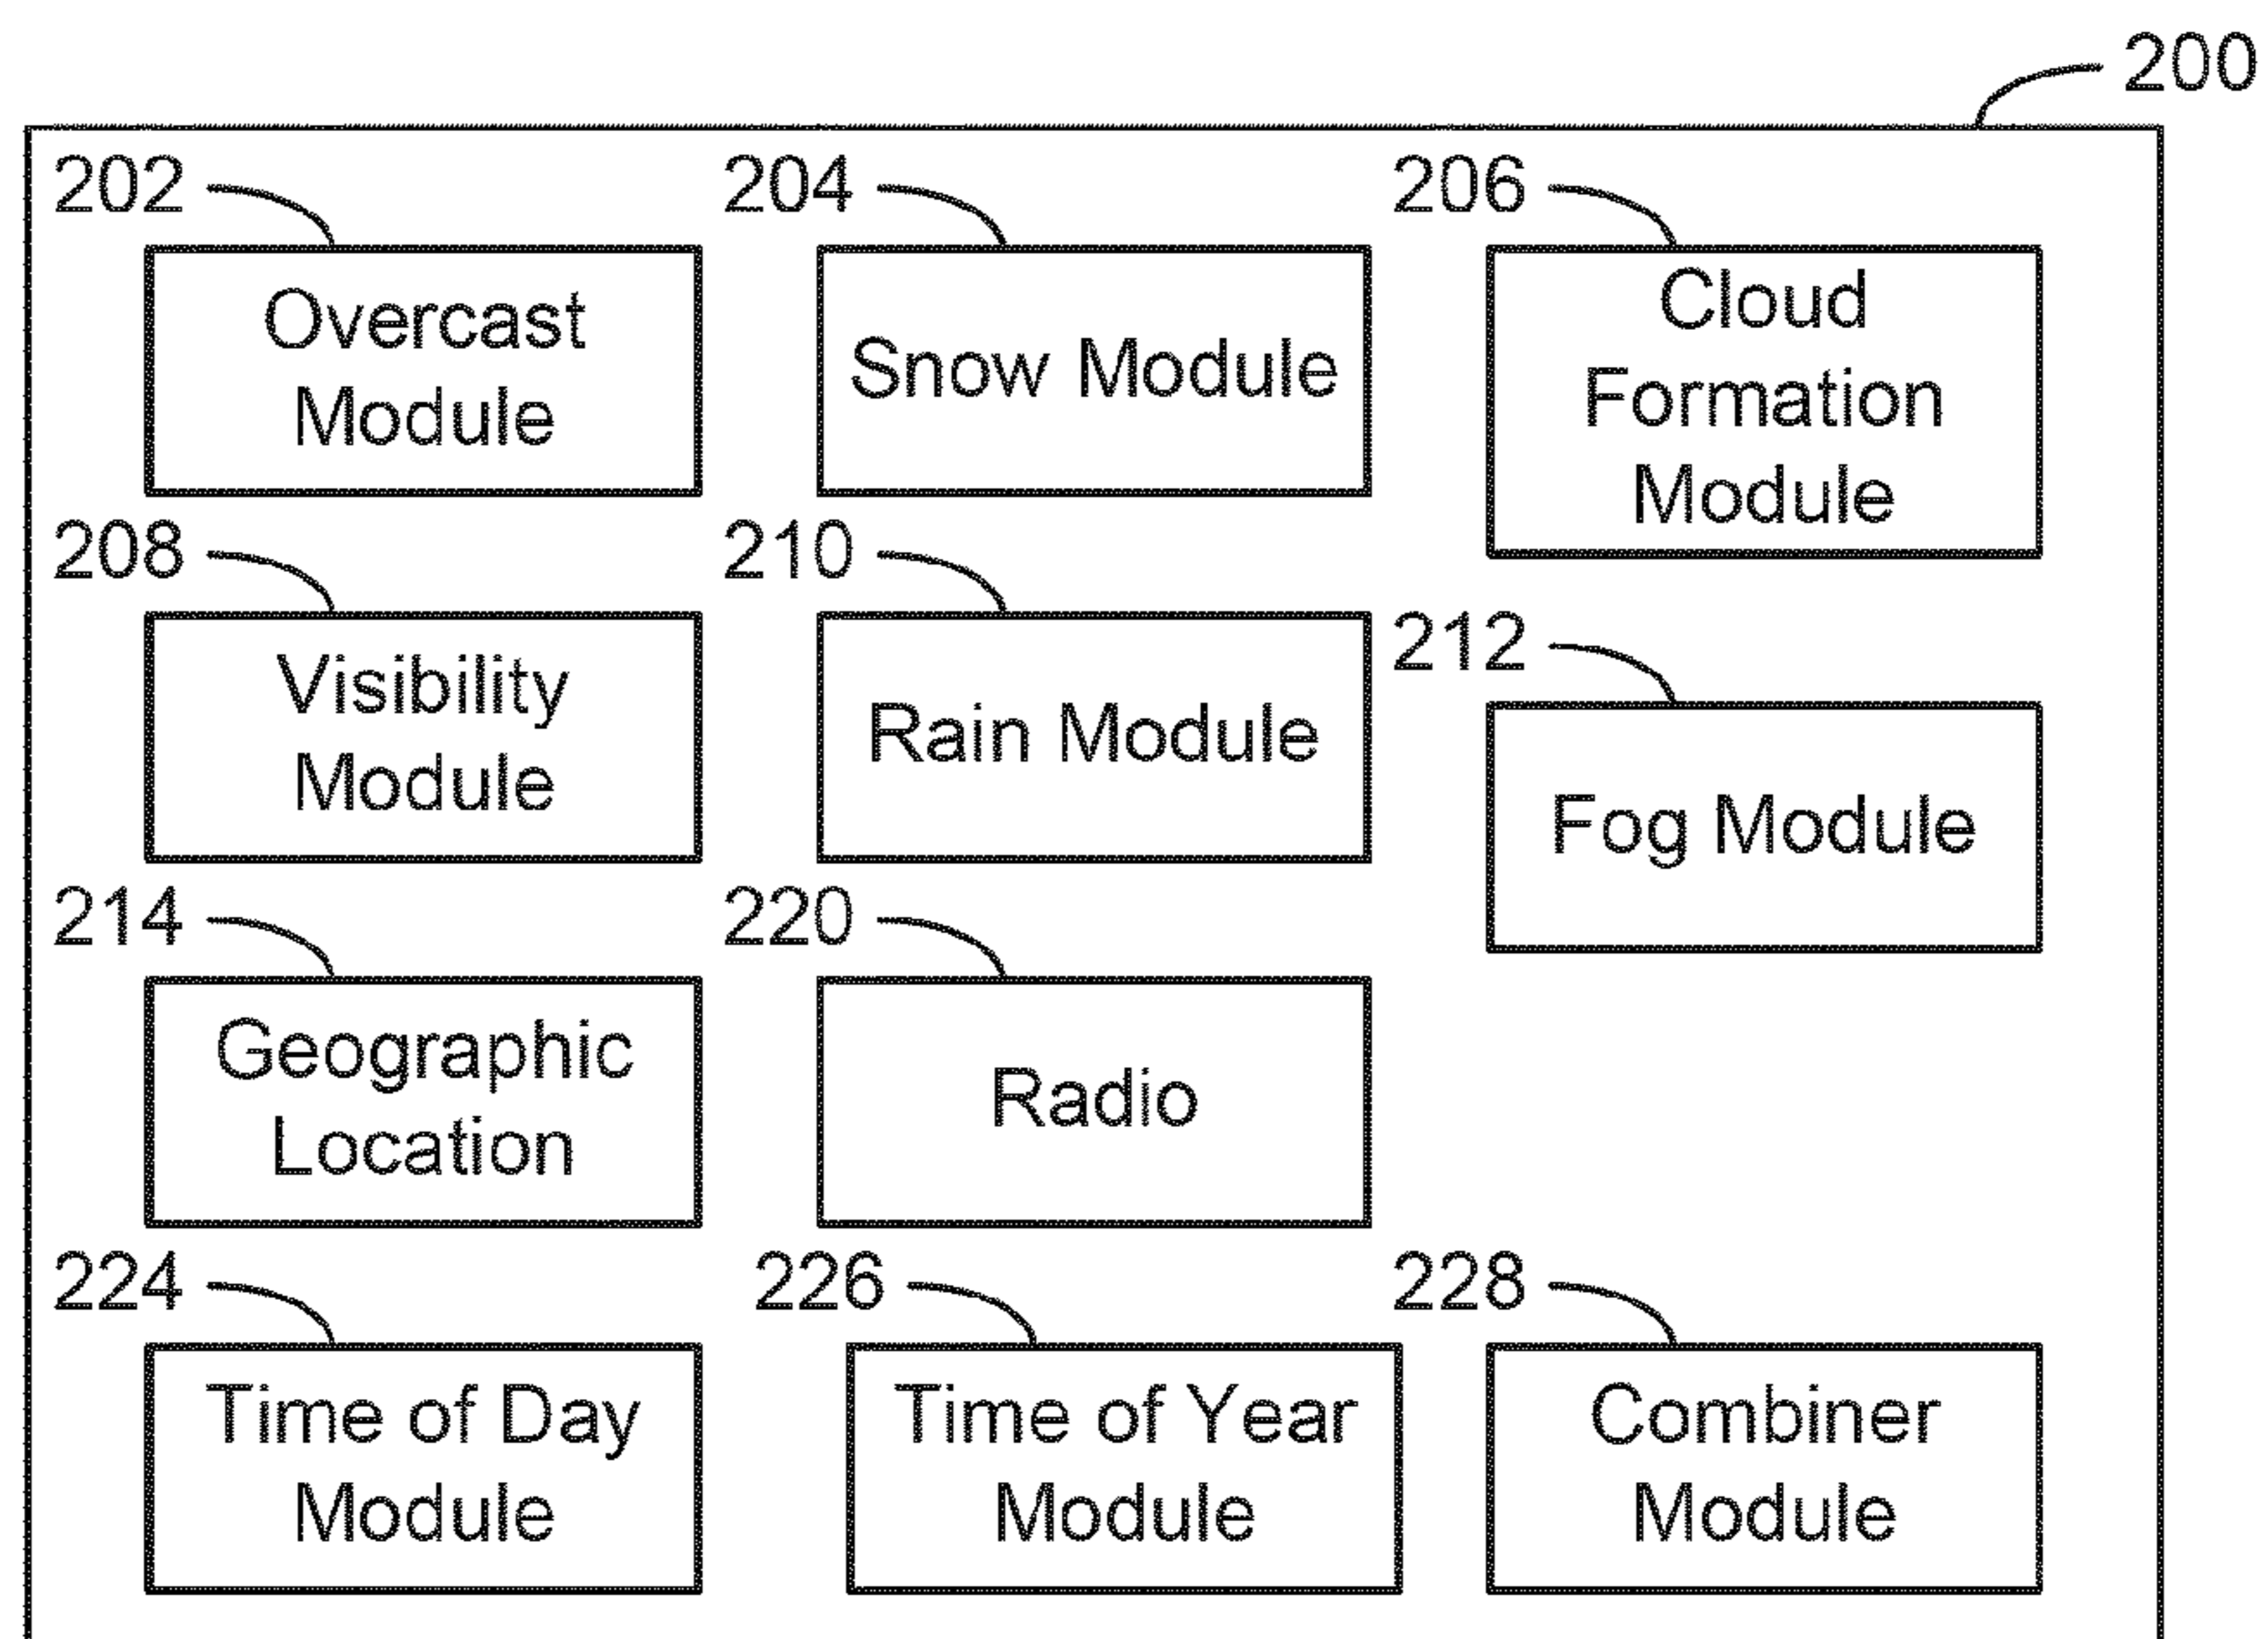 200
202
Overcast
Module
204
Snow Module
206
Cloud
Formation
Module
208
Visibility
Module
210
Rain Module
212
Fog Module
214
Geographic
Location
220
Radio
224
Time of Day
Module
226
Time of Year
Module
228
Combiner
Module